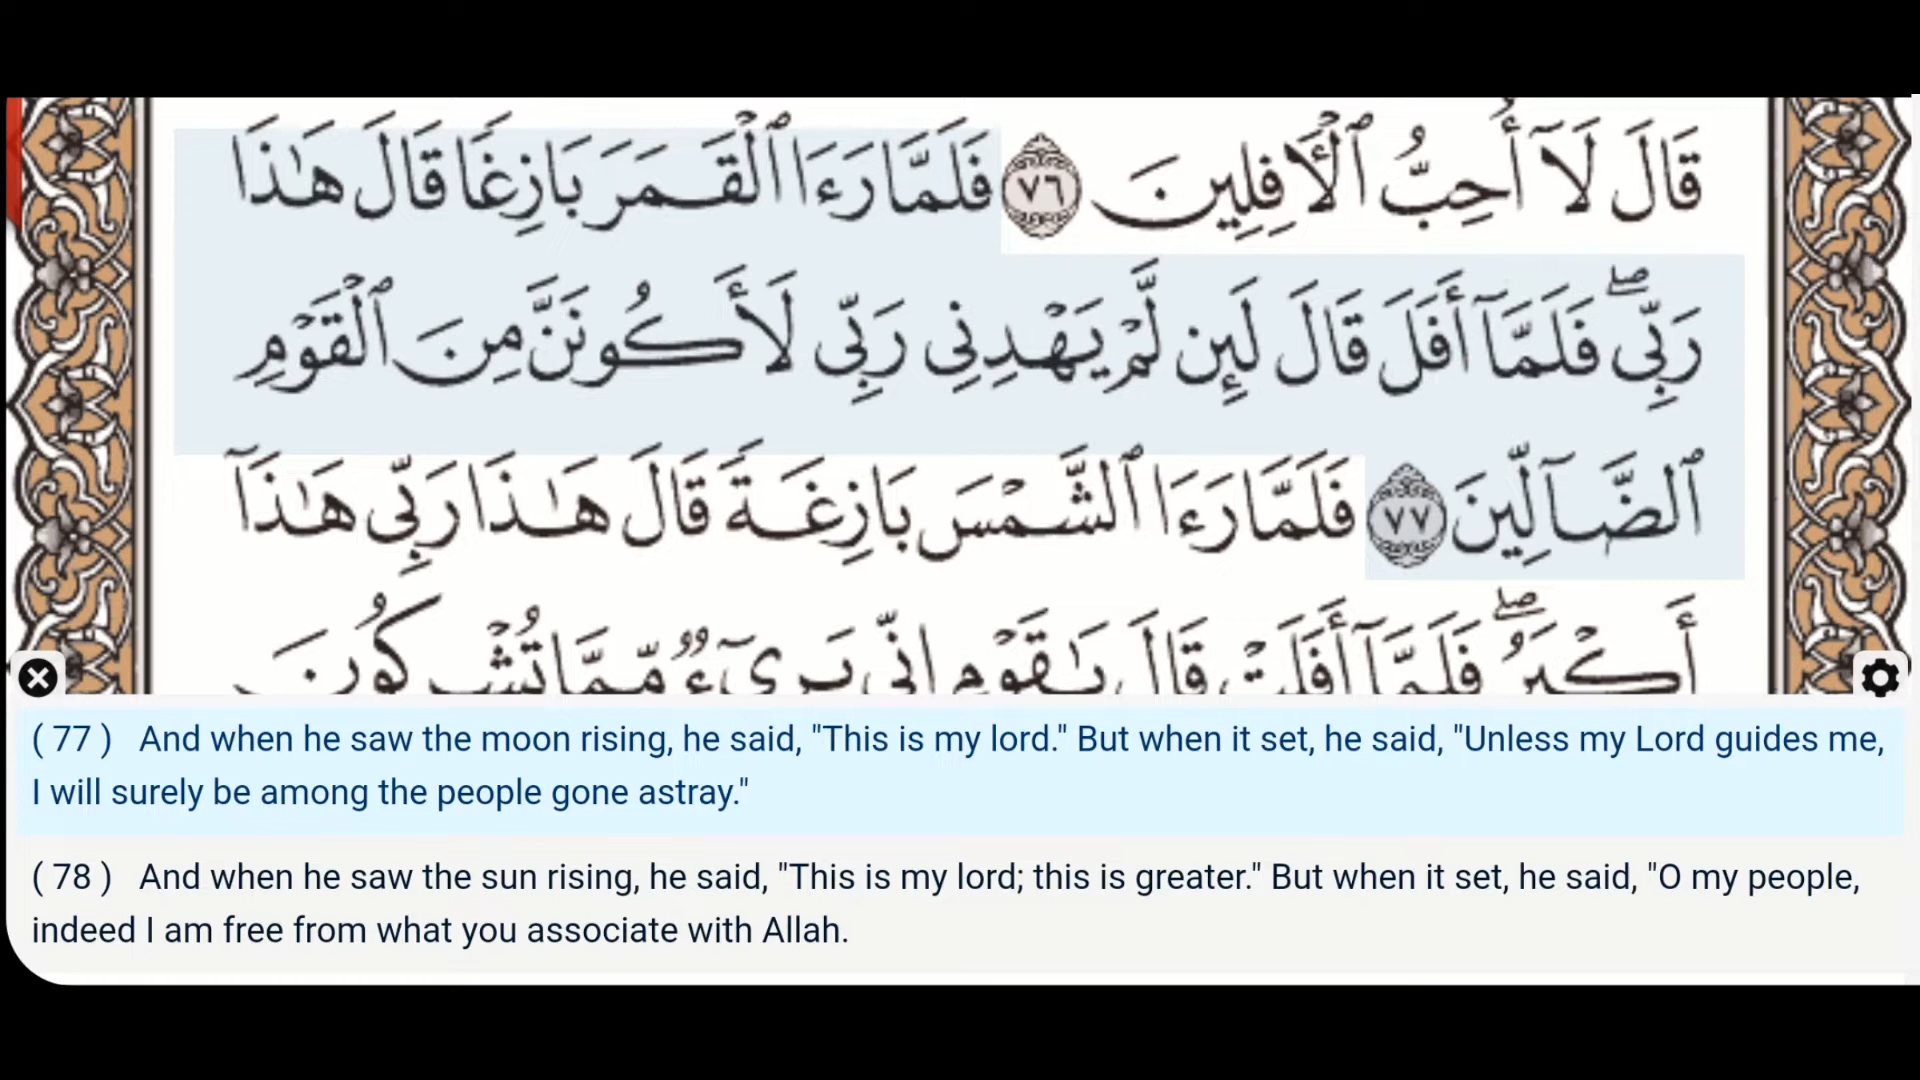 قَالَ لَآ أُحِبُّ ٱلْأَفِلِينَ ٧٦ فَلَمَّا رَءَا ٱلْقَمَرَ بَازِغًا قَالَ هَٰذَا
رَبِّى ۖ فَلَمَّآ أَفَلَ قَالَ لَئِن لَّمْ يَهْدِنِى رَبِّى لَأَكُونَنَّ مِنَ ٱلْقَوْمِ
ٱلضَّآلِّينَ ٧٧ فَلَمَّا رَءَا ٱلشَّمْسَ بَازِغَةً قَالَ هَٰذَا رَبِّى هَٰذَآ
أَكْبَرُ ۖ فَلَمَّآ أَفَلَتْ قَالَ يَٰقَوْمِ إِنِّى بَرِىٓءٌ مِّمَّا تُشْرِكُونَ
( 77 ) And when he saw the moon rising, he said, "This is my lord." But when it set, he said, "Unless my Lord guides me,
I will surely be among the people gone astray."
( 78 ) And when he saw the sun rising, he said, "This is my lord; this is greater." But when it set, he said, "O my people,
indeed I am free from what you associate with Allah.